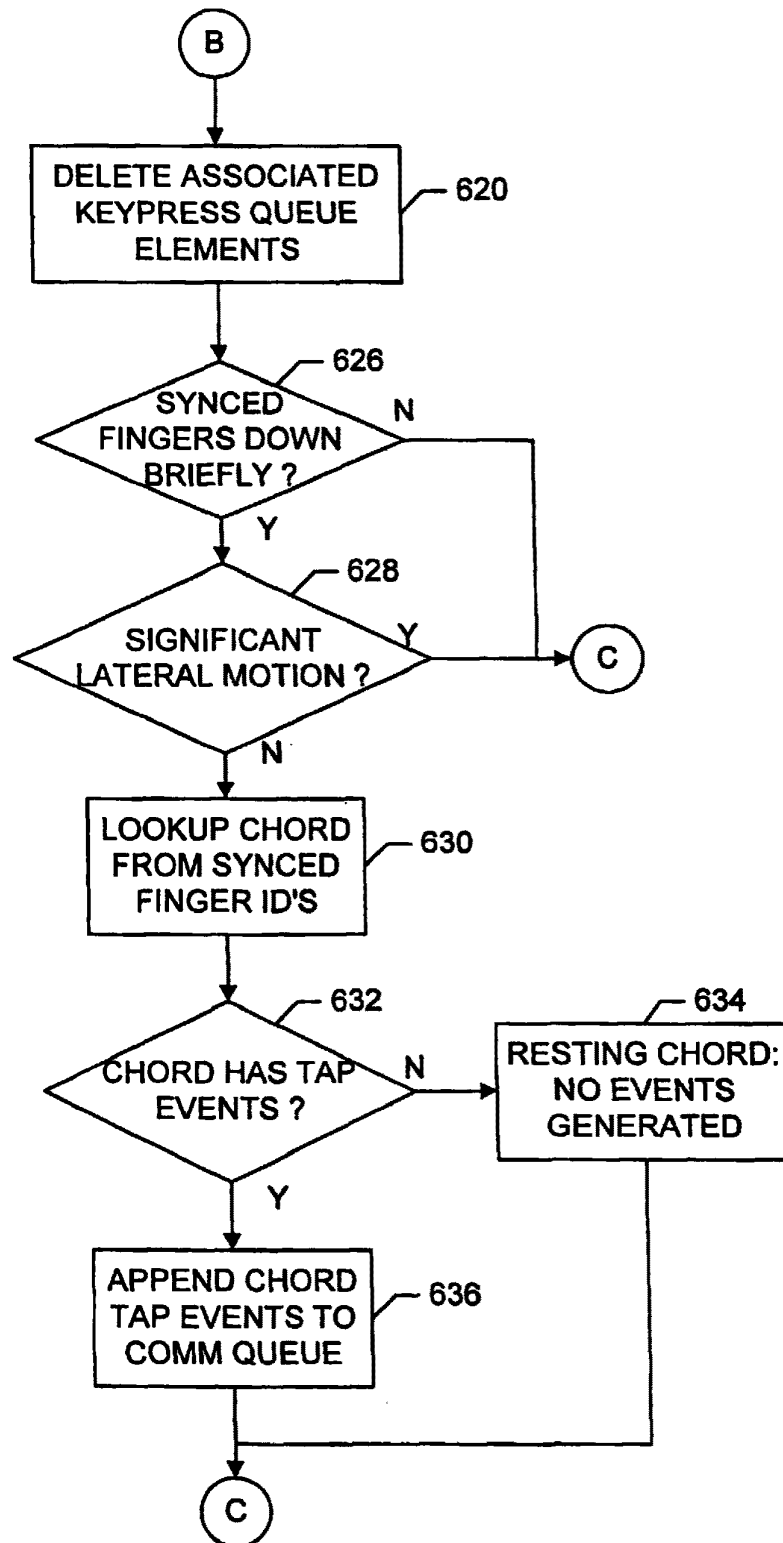 B
DELETE ASSOCIATED
KEYPRESS QUEUE
ELEMENTS
620
626
SYNCED
FINGERS DOWN
BRIEFLY ?
N
Y
628
SIGNIFICANT
LATERAL MOTION ?
Y
C
N
LOOKUP CHORD
FROM SYNCED
FINGER ID'S
630
632
CHORD HAS TAP
EVENTS ?
N
634
RESTING CHORD:
NO EVENTS
GENERATED
Y
APPEND CHORD
TAP EVENTS TO
COMM QUEUE
636
C